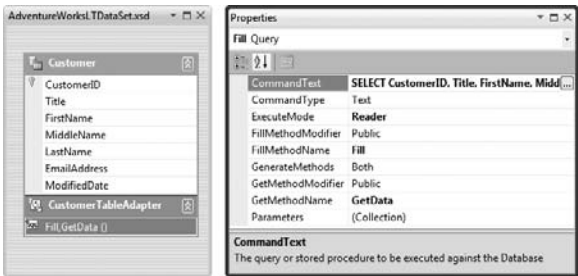 AdventureWorksLTDataSet.xsd
Customer
CustomerID
Title
FirstName
MiddleName
LastName
EmailAddress
ModifiedDate
CustomerTableAdapter
Fill,GetData ()
Properties
Fill Query
CommandText SELECT CustomerID, Title, FirstName, Midd...
CommandType Text
ExecuteMode Reader
FillMethodModifier Public
FillMethodName Fill
GenerateMethods Both
GetMethodModifier Public
GetMethodName GetData
Parameters (Collection)
CommandText
The query or stored procedure to be executed against the Database